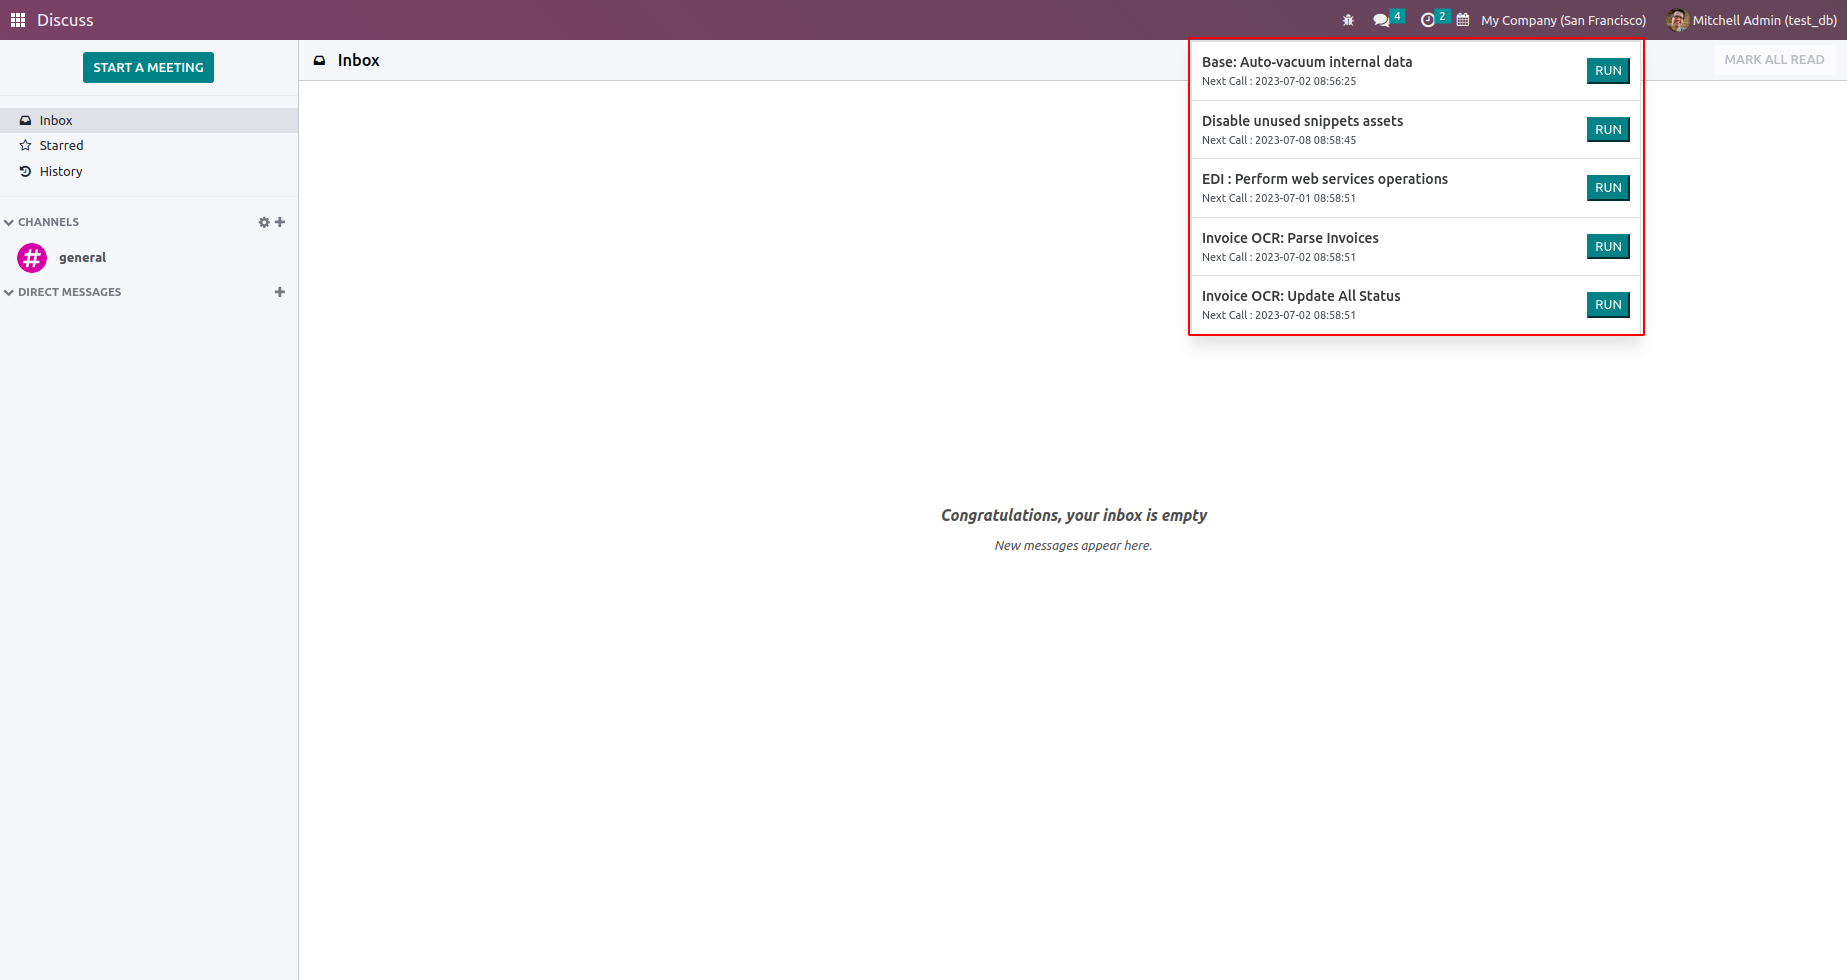 Discuss
4
2
My Company (San Francisco)
Mitchell Admin (test_db)
START A MEETING
Inbox
Starred
History
CHANNELS
general
DIRECT MESSAGES
Inbox
MARK ALL READ
Base: Auto-vacuum internal data
Next Call : 2023-07-02 08:56:25
RUN
Disable unused snippets assets
Next Call : 2023-07-08 08:58:45
RUN
EDI : Perform web services operations
Next Call : 2023-07-01 08:58:51
RUN
Invoice OCR: Parse Invoices
Next Call : 2023-07-02 08:58:51
RUN
Invoice OCR: Update All Status
Next Call : 2023-07-02 08:58:51
RUN
Congratulations, your inbox is empty
New messages appear here.